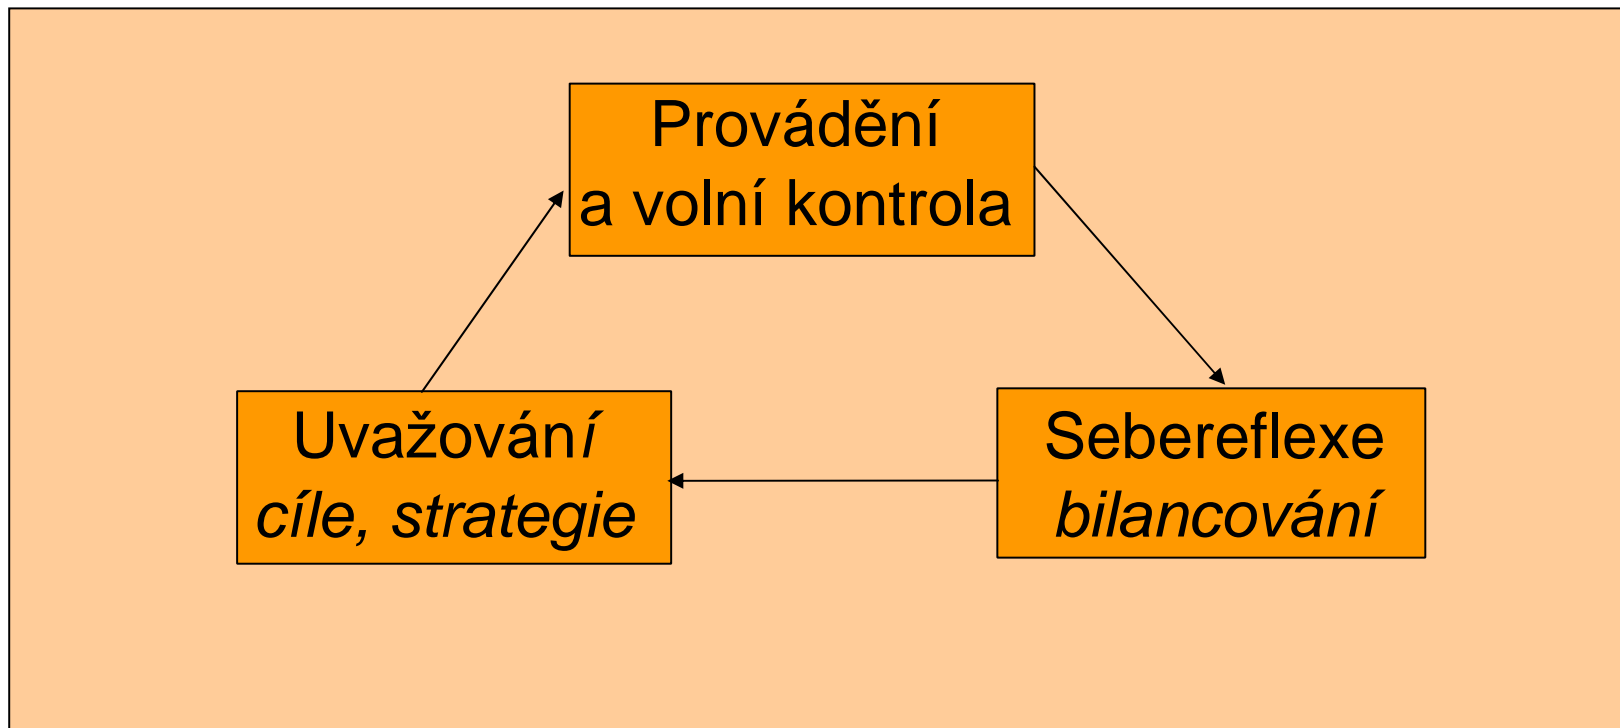 Provádění
a volní kontrola
Uvažování
cíle, strategie
Sebereflexe
bilancování